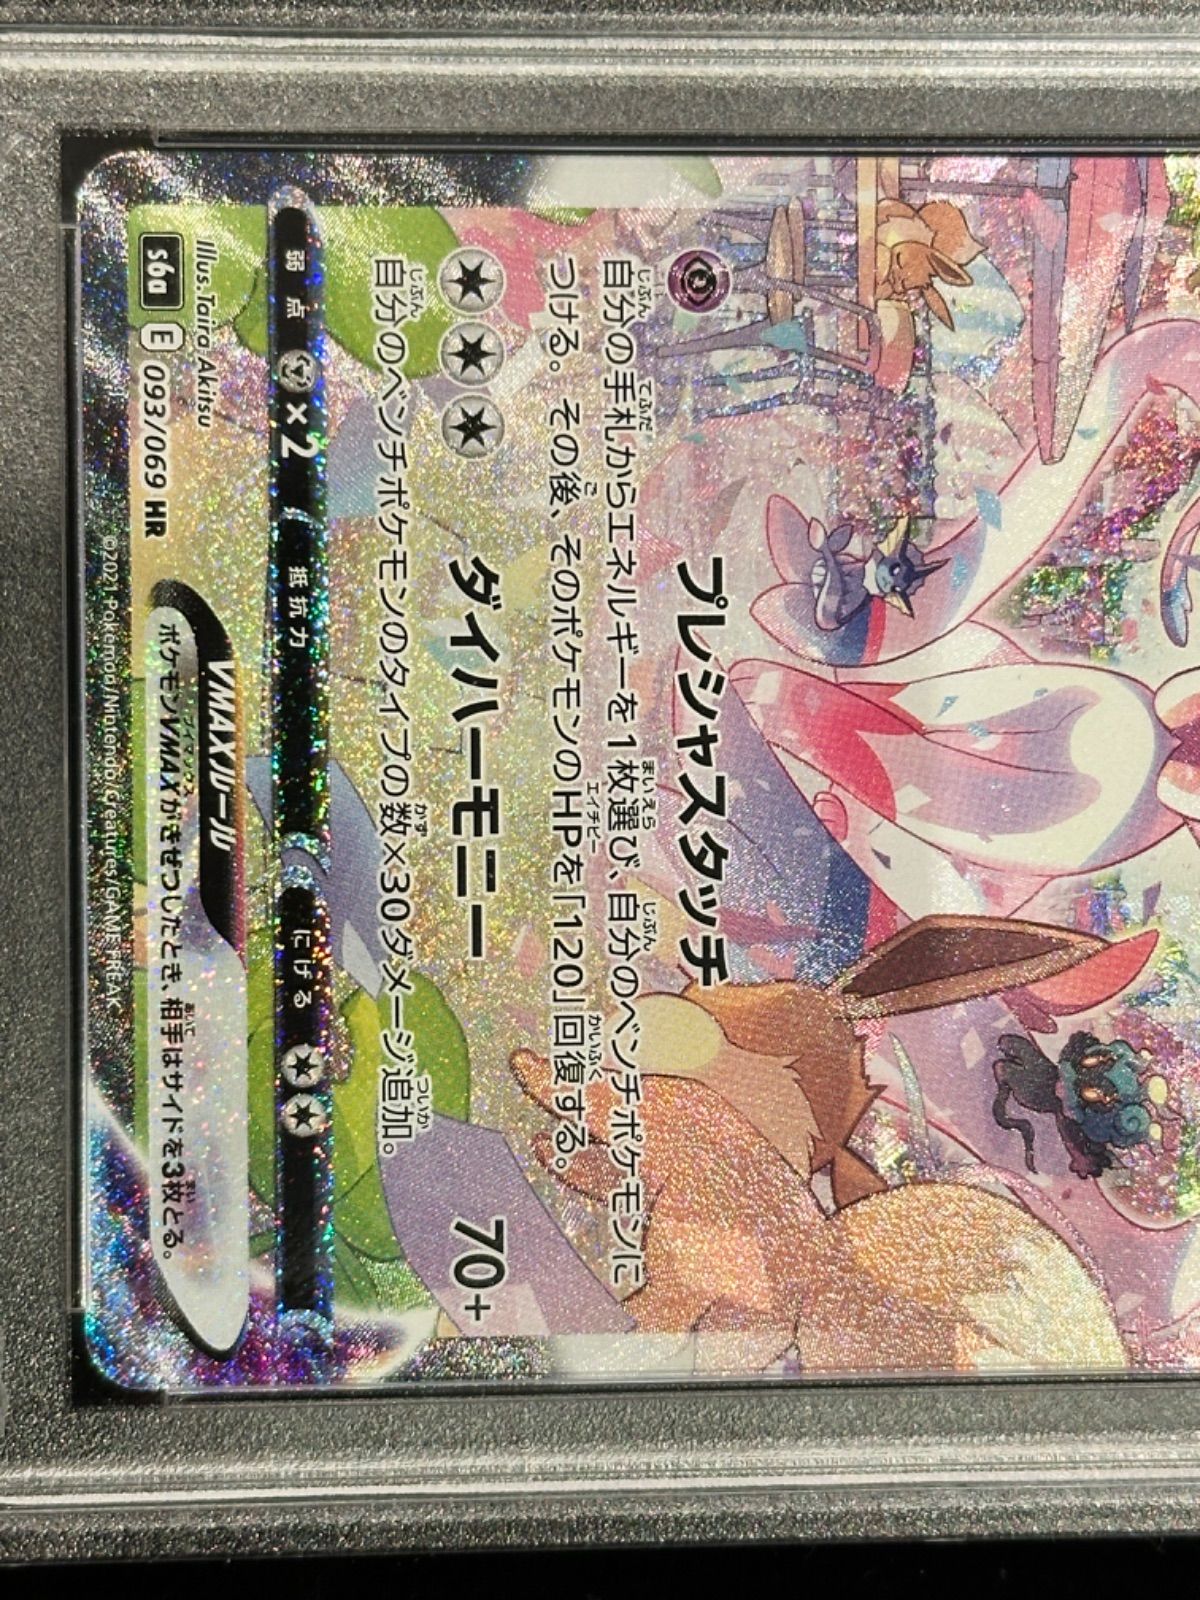 プレシャスタッチ
自分の手札からエネルギーを1枚選び、自分のベンチポケモンに
つける。その後、そのポケモンのHPを「120」回復する。
ダイハーモニー 70+
自分のベンチポケモンのタイプの数×30ダメージ追加。
弱点 ×2 抵抗力 にげる
Illus. Taira Akitsu
s6a E 093/069 HR
VMAXルール
ポケモンVMAXがきぜつしたとき、相手はサイドを3枚とる。
©2021 Pokémon/Nintendo/Creatures/GAME FREAK